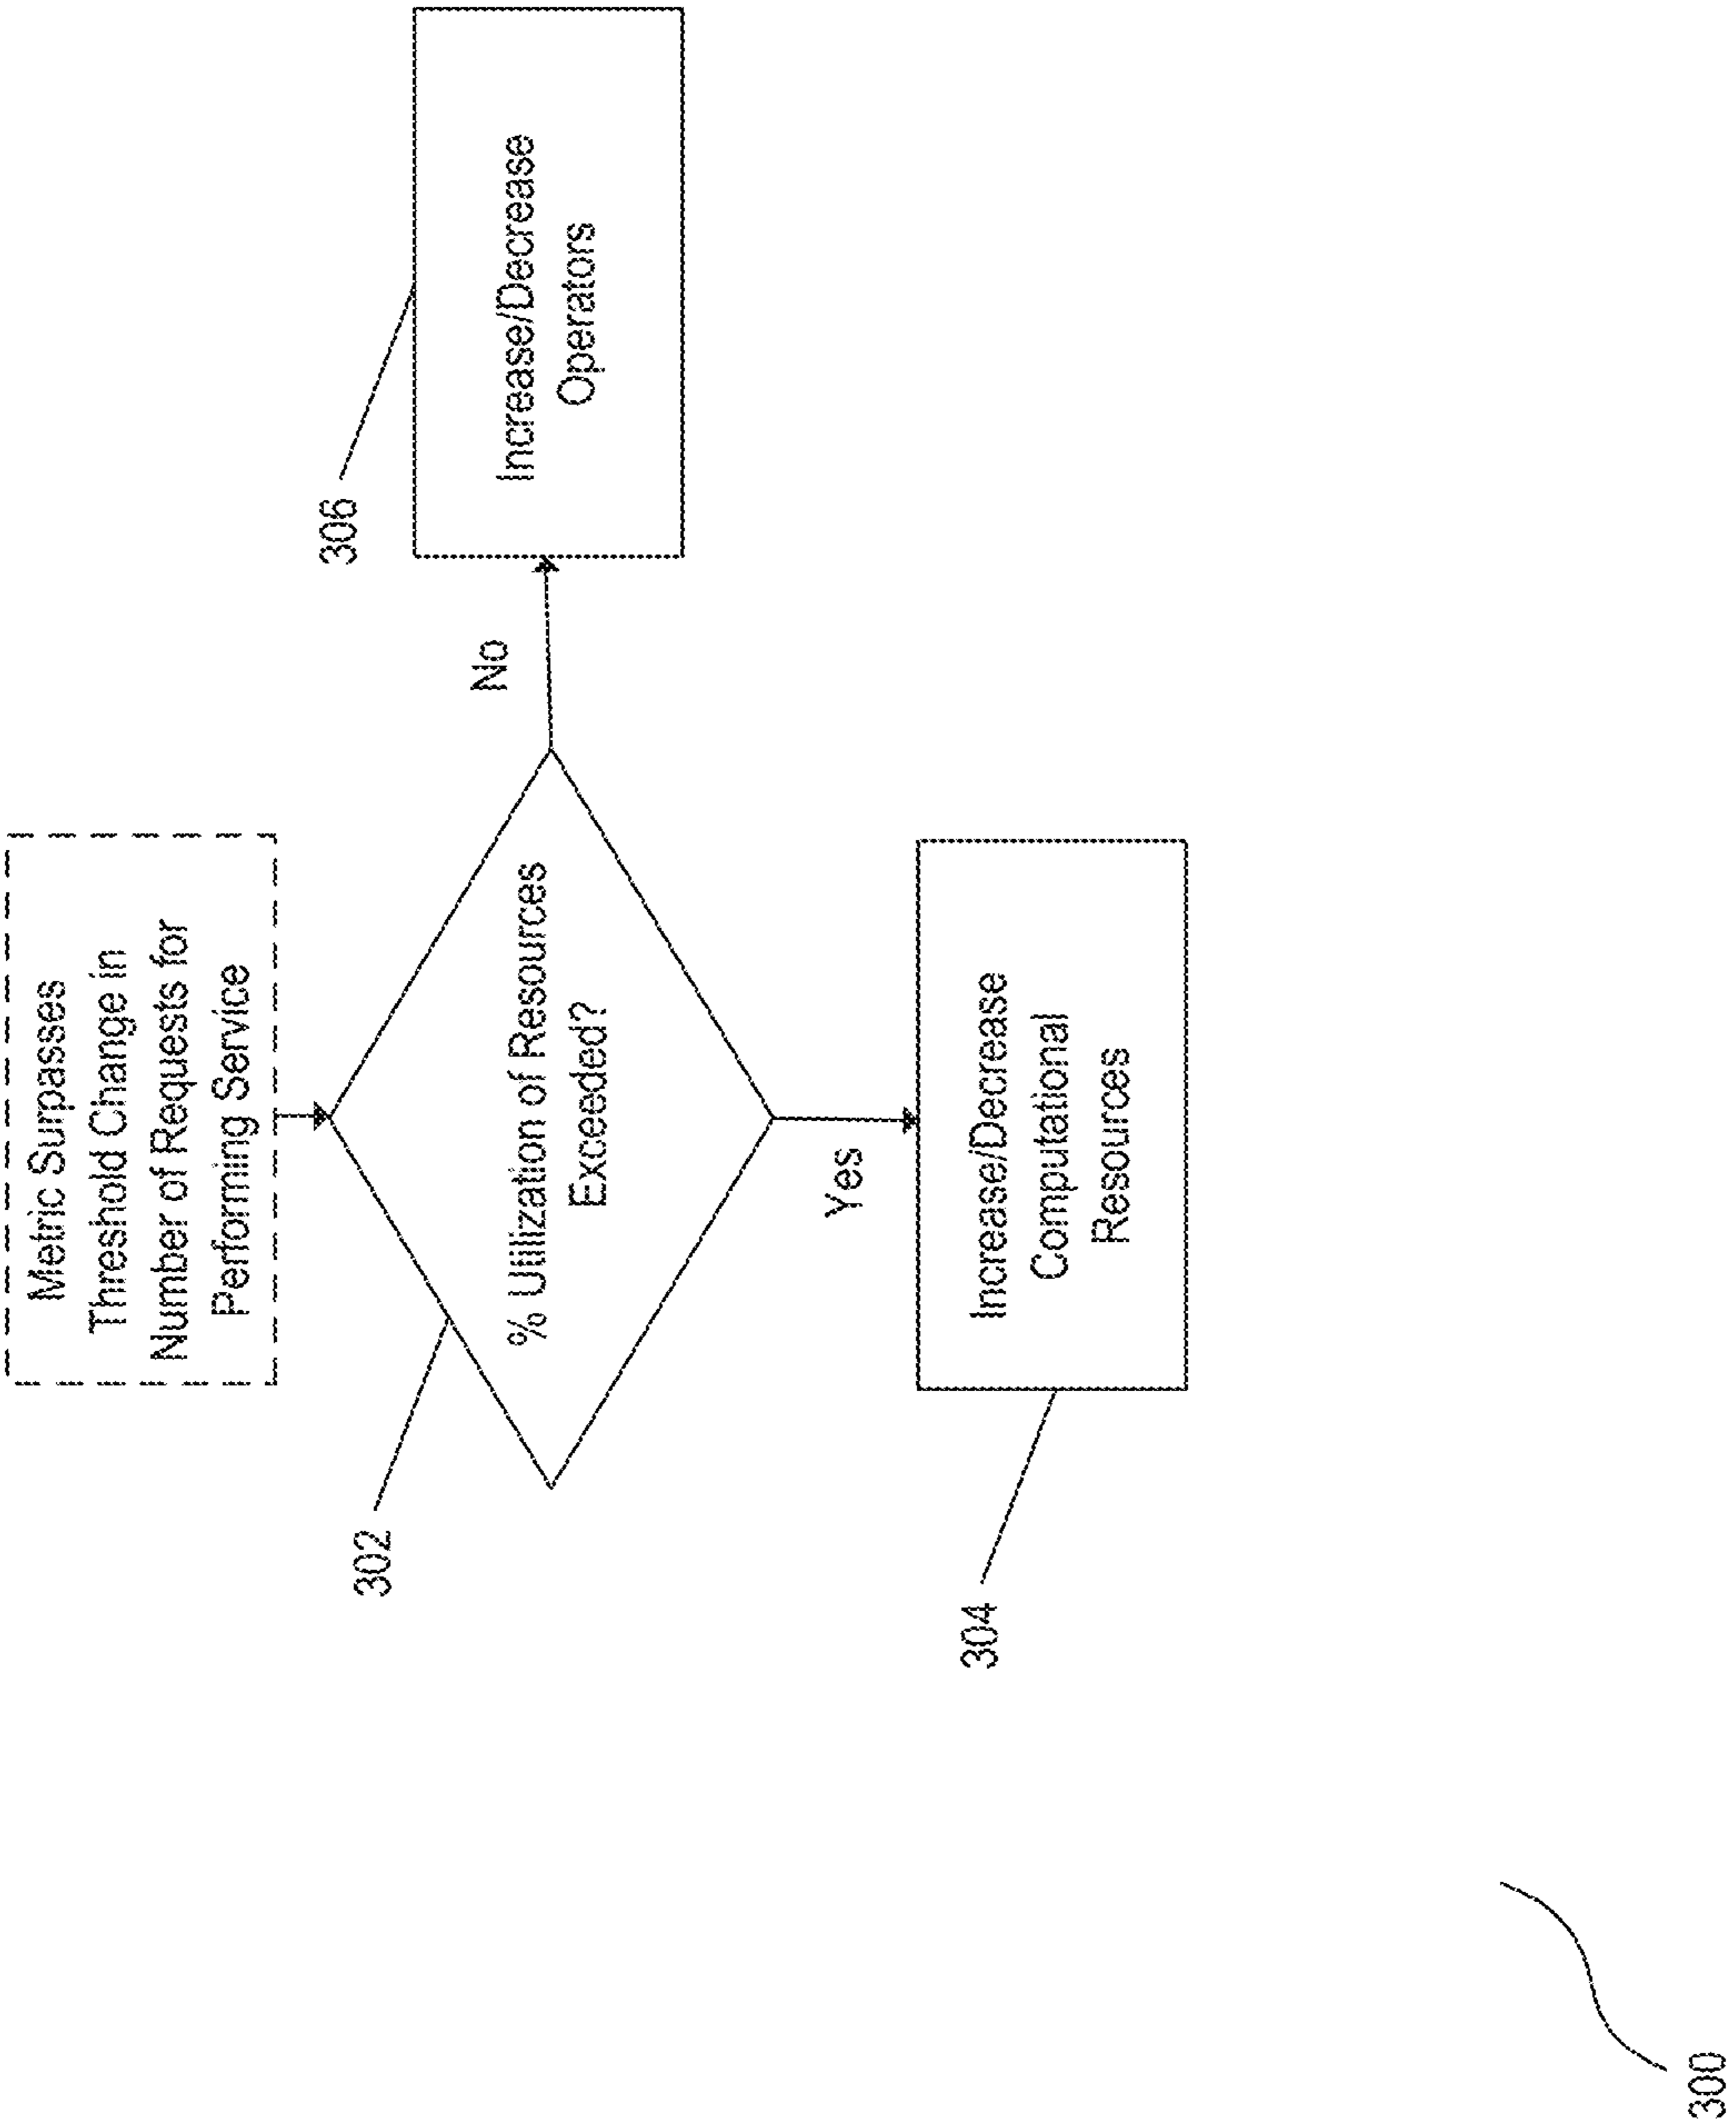 Metric Surpasses
Threshold Change in
Number of Requests for
Performing Service
302
% Utilization of Resources
Exceeded?
No
306
Increase/Decrease
Operators
Yes
304
Increase/Decrease
Computational
Resources
300